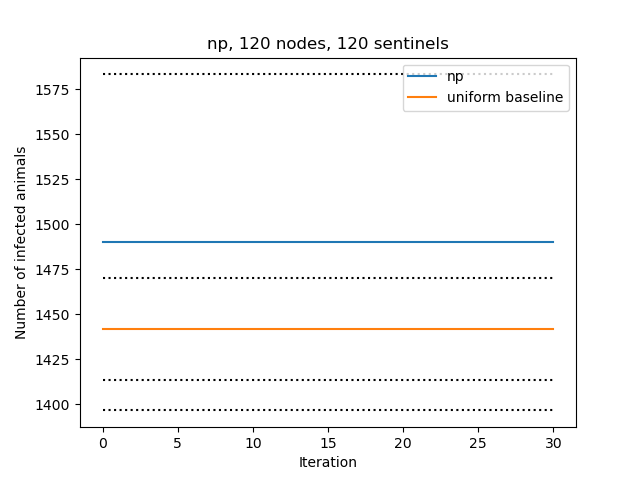 np, 120 nodes, 120 sentinels
np
uniform baseline
Number of infected animals
1575
1550
1525
1500
1475
1450
1425
1400
0 5 10 15 20 25 30
Iteration